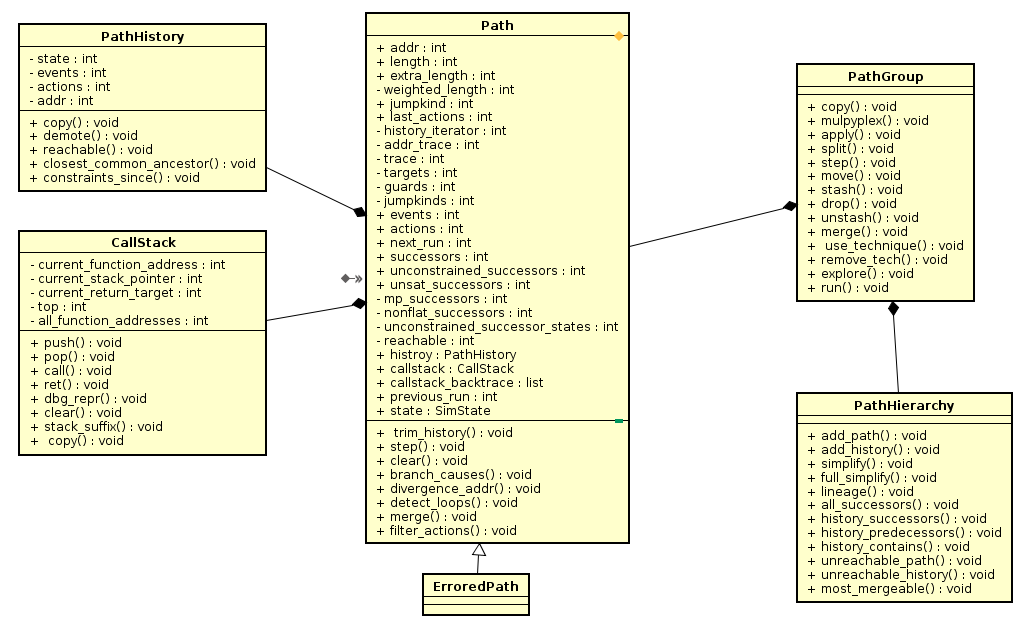 PathHistory
- state : int
- events : int
- actions : int
- addr : int
+ copy() : void
+ demote() : void
+ reachable() : void
+ closest_common_ancestor() : void
+ constraints_since() : void
CallStack
- current_function_address : int
- current_stack_pointer : int
- current_return_target : int
- top : int
- all_function_addresses : int
+ push() : void
+ pop() : void
+ call() : void
+ ret() : void
+ dbg_repr() : void
+ clear() : void
+ stack_suffix() : void
+ copy() : void
Path
+ addr : int
+ length : int
+ extra_length : int
- weighted_length : int
+ jumpkind : int
+ last_actions : int
- history_iterator : int
- addr_trace : int
- trace : int
- targets : int
- guards : int
- jumpkinds : int
+ events : int
+ actions : int
+ next_run : int
+ successors : int
+ unconstrained_successors : int
+ unsat_successors : int
- mp_successors : int
- nonflat_successors : int
- unconstrained_successor_states : int
- reachable : int
+ histroy : PathHistory
+ callstack : CallStack
+ callstack_backtrace : list
+ previous_run : int
+ state : SimState
+ trim_history() : void
+ step() : void
+ clear() : void
+ branch_causes() : void
+ divergence_addr() : void
+ detect_loops() : void
+ merge() : void
+ filter_actions() : void
ErroredPath
PathGroup
+ copy() : void
+ mulpyplex() : void
+ apply() : void
+ split() : void
+ step() : void
+ move() : void
+ stash() : void
+ drop() : void
+ unstash() : void
+ merge() : void
+ use_technique() : void
+ remove_tech() : void
+ explore() : void
+ run() : void
PathHierarchy
+ add_path() : void
+ add_history() : void
+ simplify() : void
+ full_simplify() : void
+ lineage() : void
+ all_successors() : void
+ history_successors() : void
+ history_predecessors() : void
+ history_contains() : void
+ unreachable_path() : void
+ unreachable_history() : void
+ most_mergeable() : void